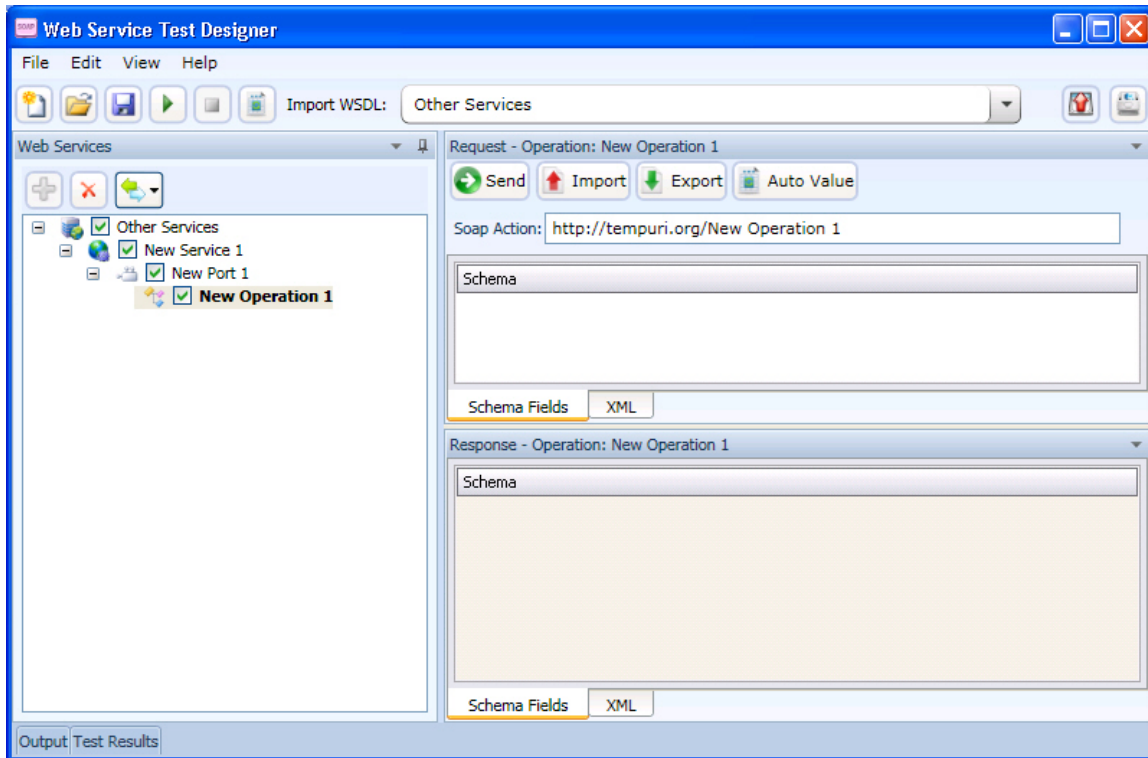 SOAP Web Service Test Designer
File Edit View Help
Import WSDL: Other Services
Web Services
Other Services
New Service 1
New Port 1
New Operation 1
Request - Operation: New Operation 1
Send Import Export Auto Value
Soap Action: http://tempuri.org/New Operation 1
Schema
Schema Fields XML
Response - Operation: New Operation 1
Schema
Schema Fields XML
Output Test Results